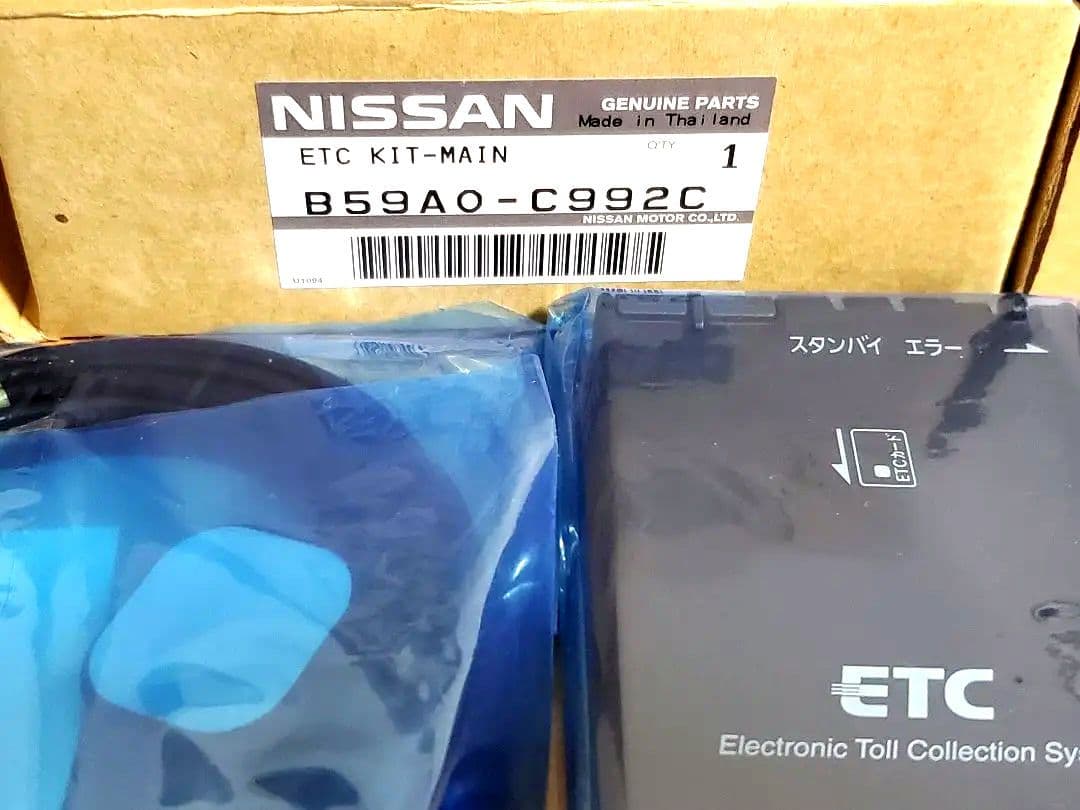 NISSAN GENUINE PARTS
Made in Thailand
ETC KIT-MAIN Q'TY 1
B59A0-C992C
NISSAN MOTOR CO.,LTD.
スタンバイ エラー
ETCカード
ETC
Electronic Toll Collection Sys